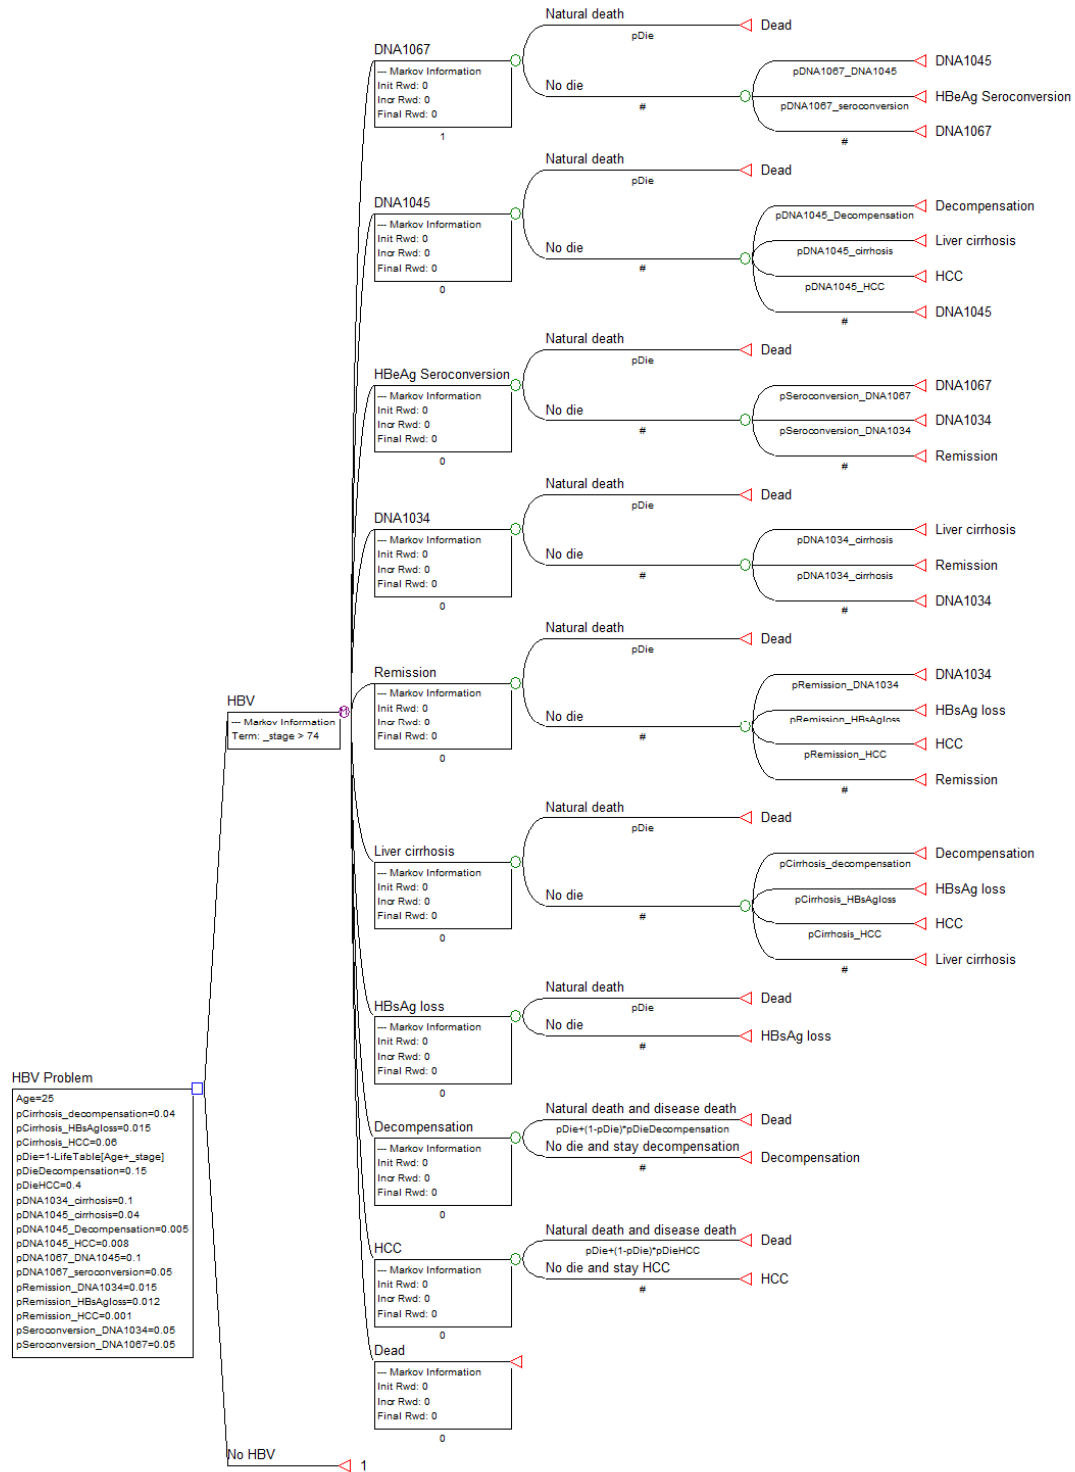 Natural death
pDie
Dead
DNA1067
--- Markov Information
Init Rwd: 0
Incr Rwd: 0
Final Rwd: 0
1
No die
#
pDNA1067_DNA1045
DNA1045
pDNA1067_seroconversion
HBeAg Seroconversion
#
DNA1067
Natural death
pDie
Dead
DNA1045
--- Markov Information
Init Rwd: 0
Incr Rwd: 0
Final Rwd: 0
0
No die
#
pDNA1045_Decompensation
Decompensation
pDNA1045_cirrhosis
Liver cirrhosis
pDNA1045_HCC
HCC
#
DNA1045
Natural death
pDie
Dead
HBeAg Seroconversion
--- Markov Information
Init Rwd: 0
Incr Rwd: 0
Final Rwd: 0
0
No die
#
pSeroconversion_DNA1067
DNA1067
pSeroconversion_DNA1034
DNA1034
#
Remission
Natural death
pDie
Dead
DNA1034
--- Markov Information
Init Rwd: 0
Incr Rwd: 0
Final Rwd: 0
0
No die
#
pDNA1034_cirrhosis
Liver cirrhosis
pDNA1034_cirrhosis
Remission
#
DNA1034
Natural death
pDie
Dead
Remission
--- Markov Information
Init Rwd: 0
Incr Rwd: 0
Final Rwd: 0
0
No die
#
pRemission_DNA1034
DNA1034
pRemission_HBsAgloss
HBsAg loss
pRemission_HCC
HCC
#
Remission
HBV
--- Markov Information
Term: _stage > 74
Natural death
pDie
Dead
Liver cirrhosis
--- Markov Information
Init Rwd: 0
Incr Rwd: 0
Final Rwd: 0
0
No die
#
pCirrhosis_decompensation
Decompensation
pCirrhosis_HBsAgloss
HBsAg loss
pCirrhosis_HCC
HCC
#
Liver cirrhosis
Natural death
pDie
Dead
HBsAg loss
--- Markov Information
Init Rwd: 0
Incr Rwd: 0
Final Rwd: 0
0
No die
#
HBsAg loss
HBV Problem
Age=25
pCirrhosis_decompensation=0.04
pCirrhosis_HBsAgloss=0.015
pCirrhosis_HCC=0.06
pDie=1-LifeTable[Age+_stage]
pDieDecompensation=0.15
pDieHCC=0.4
pDNA1034_cirrhosis=0.1
pDNA1045_cirrhosis=0.04
pDNA1045_Decompensation=0.005
pDNA1045_HCC=0.008
pDNA1067_DNA1045=0.1
pDNA1067_seroconversion=0.05
pRemission_DNA1034=0.015
pRemission_HBsAgloss=0.012
pRemission_HCC=0.001
pSeroconversion_DNA1034=0.05
pSeroconversion_DNA1067=0.05
Natural death and disease death
pDie+(1-pDie)*pDieDecompensation
Dead
Decompensation
--- Markov Information
Init Rwd: 0
Incr Rwd: 0
Final Rwd: 0
0
No die and stay decompensation
#
Decompensation
Natural death and disease death
pDie+(1-pDie)*pDieHCC
Dead
HCC
--- Markov Information
Init Rwd: 0
Incr Rwd: 0
Final Rwd: 0
0
No die and stay HCC
#
HCC
Dead
--- Markov Information
Init Rwd: 0
Incr Rwd: 0
Final Rwd: 0
0
No HBV
1